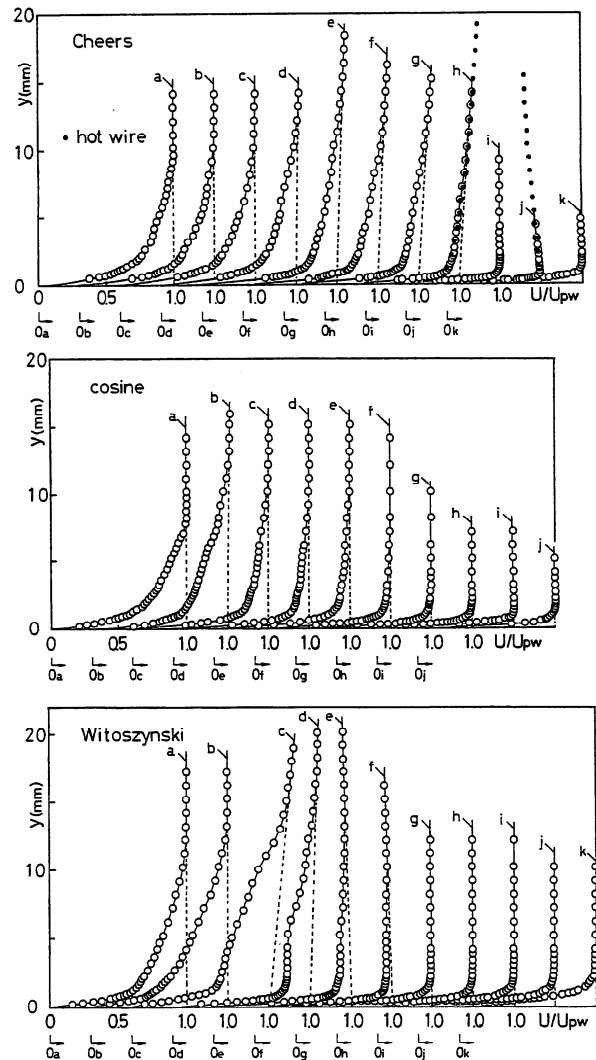 20
Cheers
y(mm)
a b c d e f g h i j k
• hot wire
10
0
0 1.0 1.0 1.0 1.0 1.0 1.0 1.0 1.0 1.0 U/Upw
0a 0b 0c 0d 0e 0f 0g 0h 0i 0j 0k
20
cosine
y(mm)
a b c d e f g h i j
10
0
0 0.5 1.0 1.0 1.0 1.0 1.0 1.0 1.0 1.0 1.0 U/Upw
0a 0b 0c 0d 0e 0f 0g 0h 0i 0j
20
Witoszynski
y(mm)
a b c d e f g h i j k
10
0
0 0.5 1.0 1.0 1.0 1.0 1.0 1.0 1.0 1.0 1.0 U/Upw
0a 0b 0c 0d 0e 0f 0g 0h 0i 0j 0k